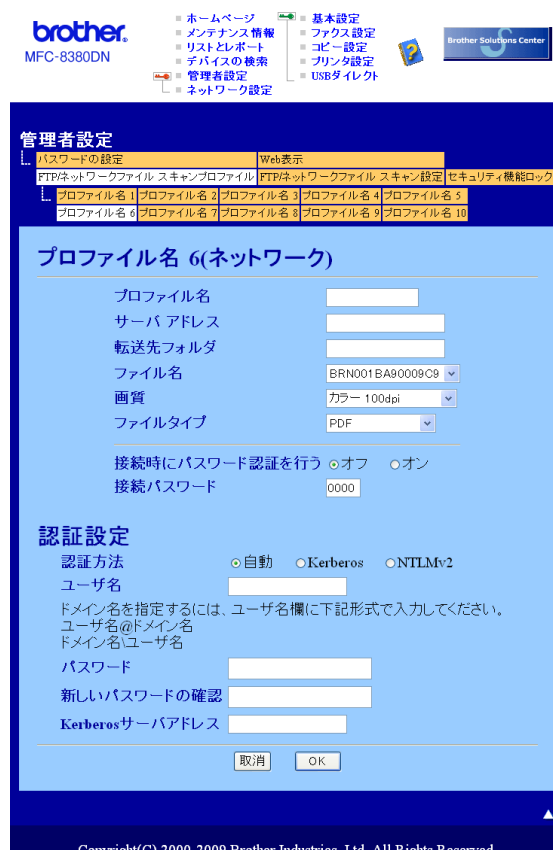 brother
MFC-8380DN
ホームページ
メンテナンス情報
リストとレポート
デバイスの検索
管理者設定
ネットワーク設定
基本設定
ファクス設定
コピー設定
プリンタ設定
USBダイレクト
Brother Solutions Center
管理者設定
パスワードの設定 Web表示
FTP/ネットワークファイル スキャンプロファイル FTP/ネットワークファイル スキャン設定 セキュリティ機能ロック
プロファイル名 1 プロファイル名 2 プロファイル名 3 プロファイル名 4 プロファイル名 5
プロファイル名 6 プロファイル名 7 プロファイル名 8 プロファイル名 9 プロファイル名 10
プロファイル名 6(ネットワーク)
プロファイル名
サーバ アドレス
転送先フォルダ
ファイル名 BRN001BA90009C9
画質 カラー 100dpi
ファイルタイプ PDF
接続時にパスワード認証を行う オフ オン
接続パスワード 0000
認証設定
認証方法 自動 Kerberos NTLMv2
ユーザ名
ドメイン名を指定するには、ユーザ名欄に下記形式で入力してください。
ユーザ名@ドメイン名
ドメイン名\ユーザ名
パスワード
新しいパスワードの確認
Kerberosサーバアドレス
取消 OK
Copyright(C) 2000-2009 Brother Industries, Ltd. All Rights Reserved.